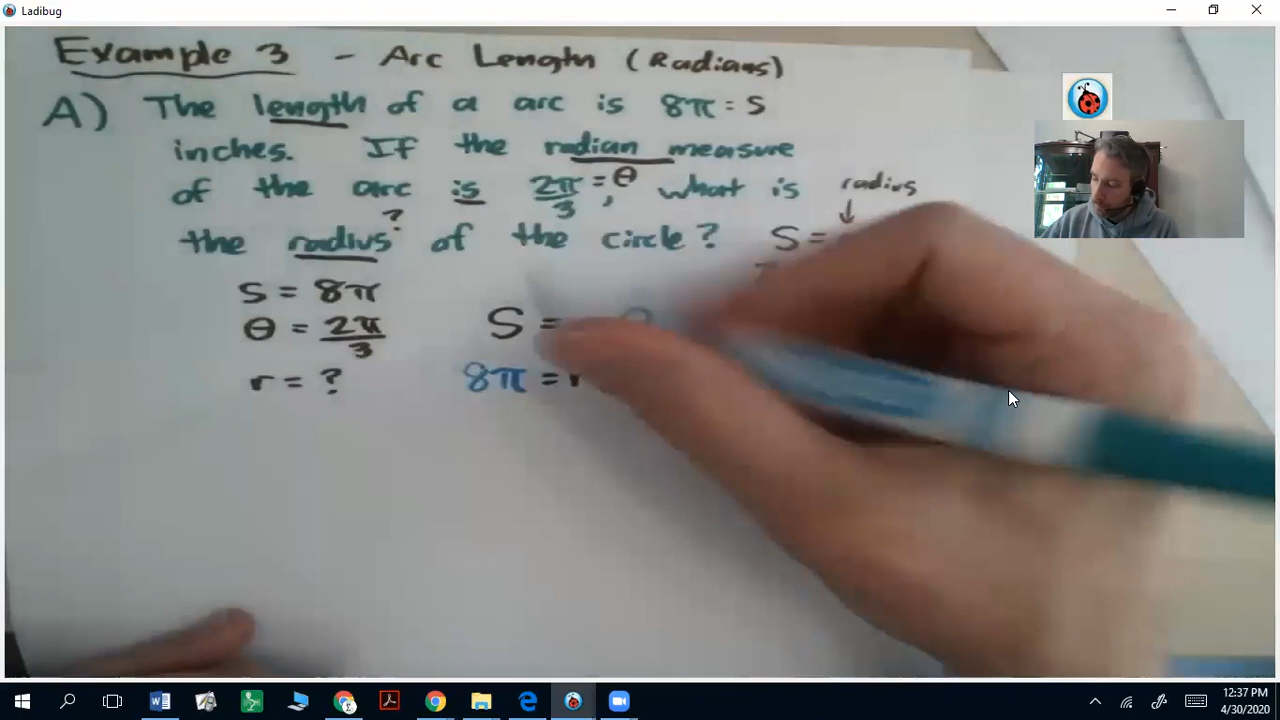 Ladibug
Example 3 - Arc Length (Radians)
A) The length of a arc is 8π = S
inches. If the radian measure
of the arc is 2π/3 = θ, what is
radius
the radius? of the circle?
S =
S = 8π
θ = 2π/3
S =
r = ?
8π = r
12:37 PM
4/30/2020